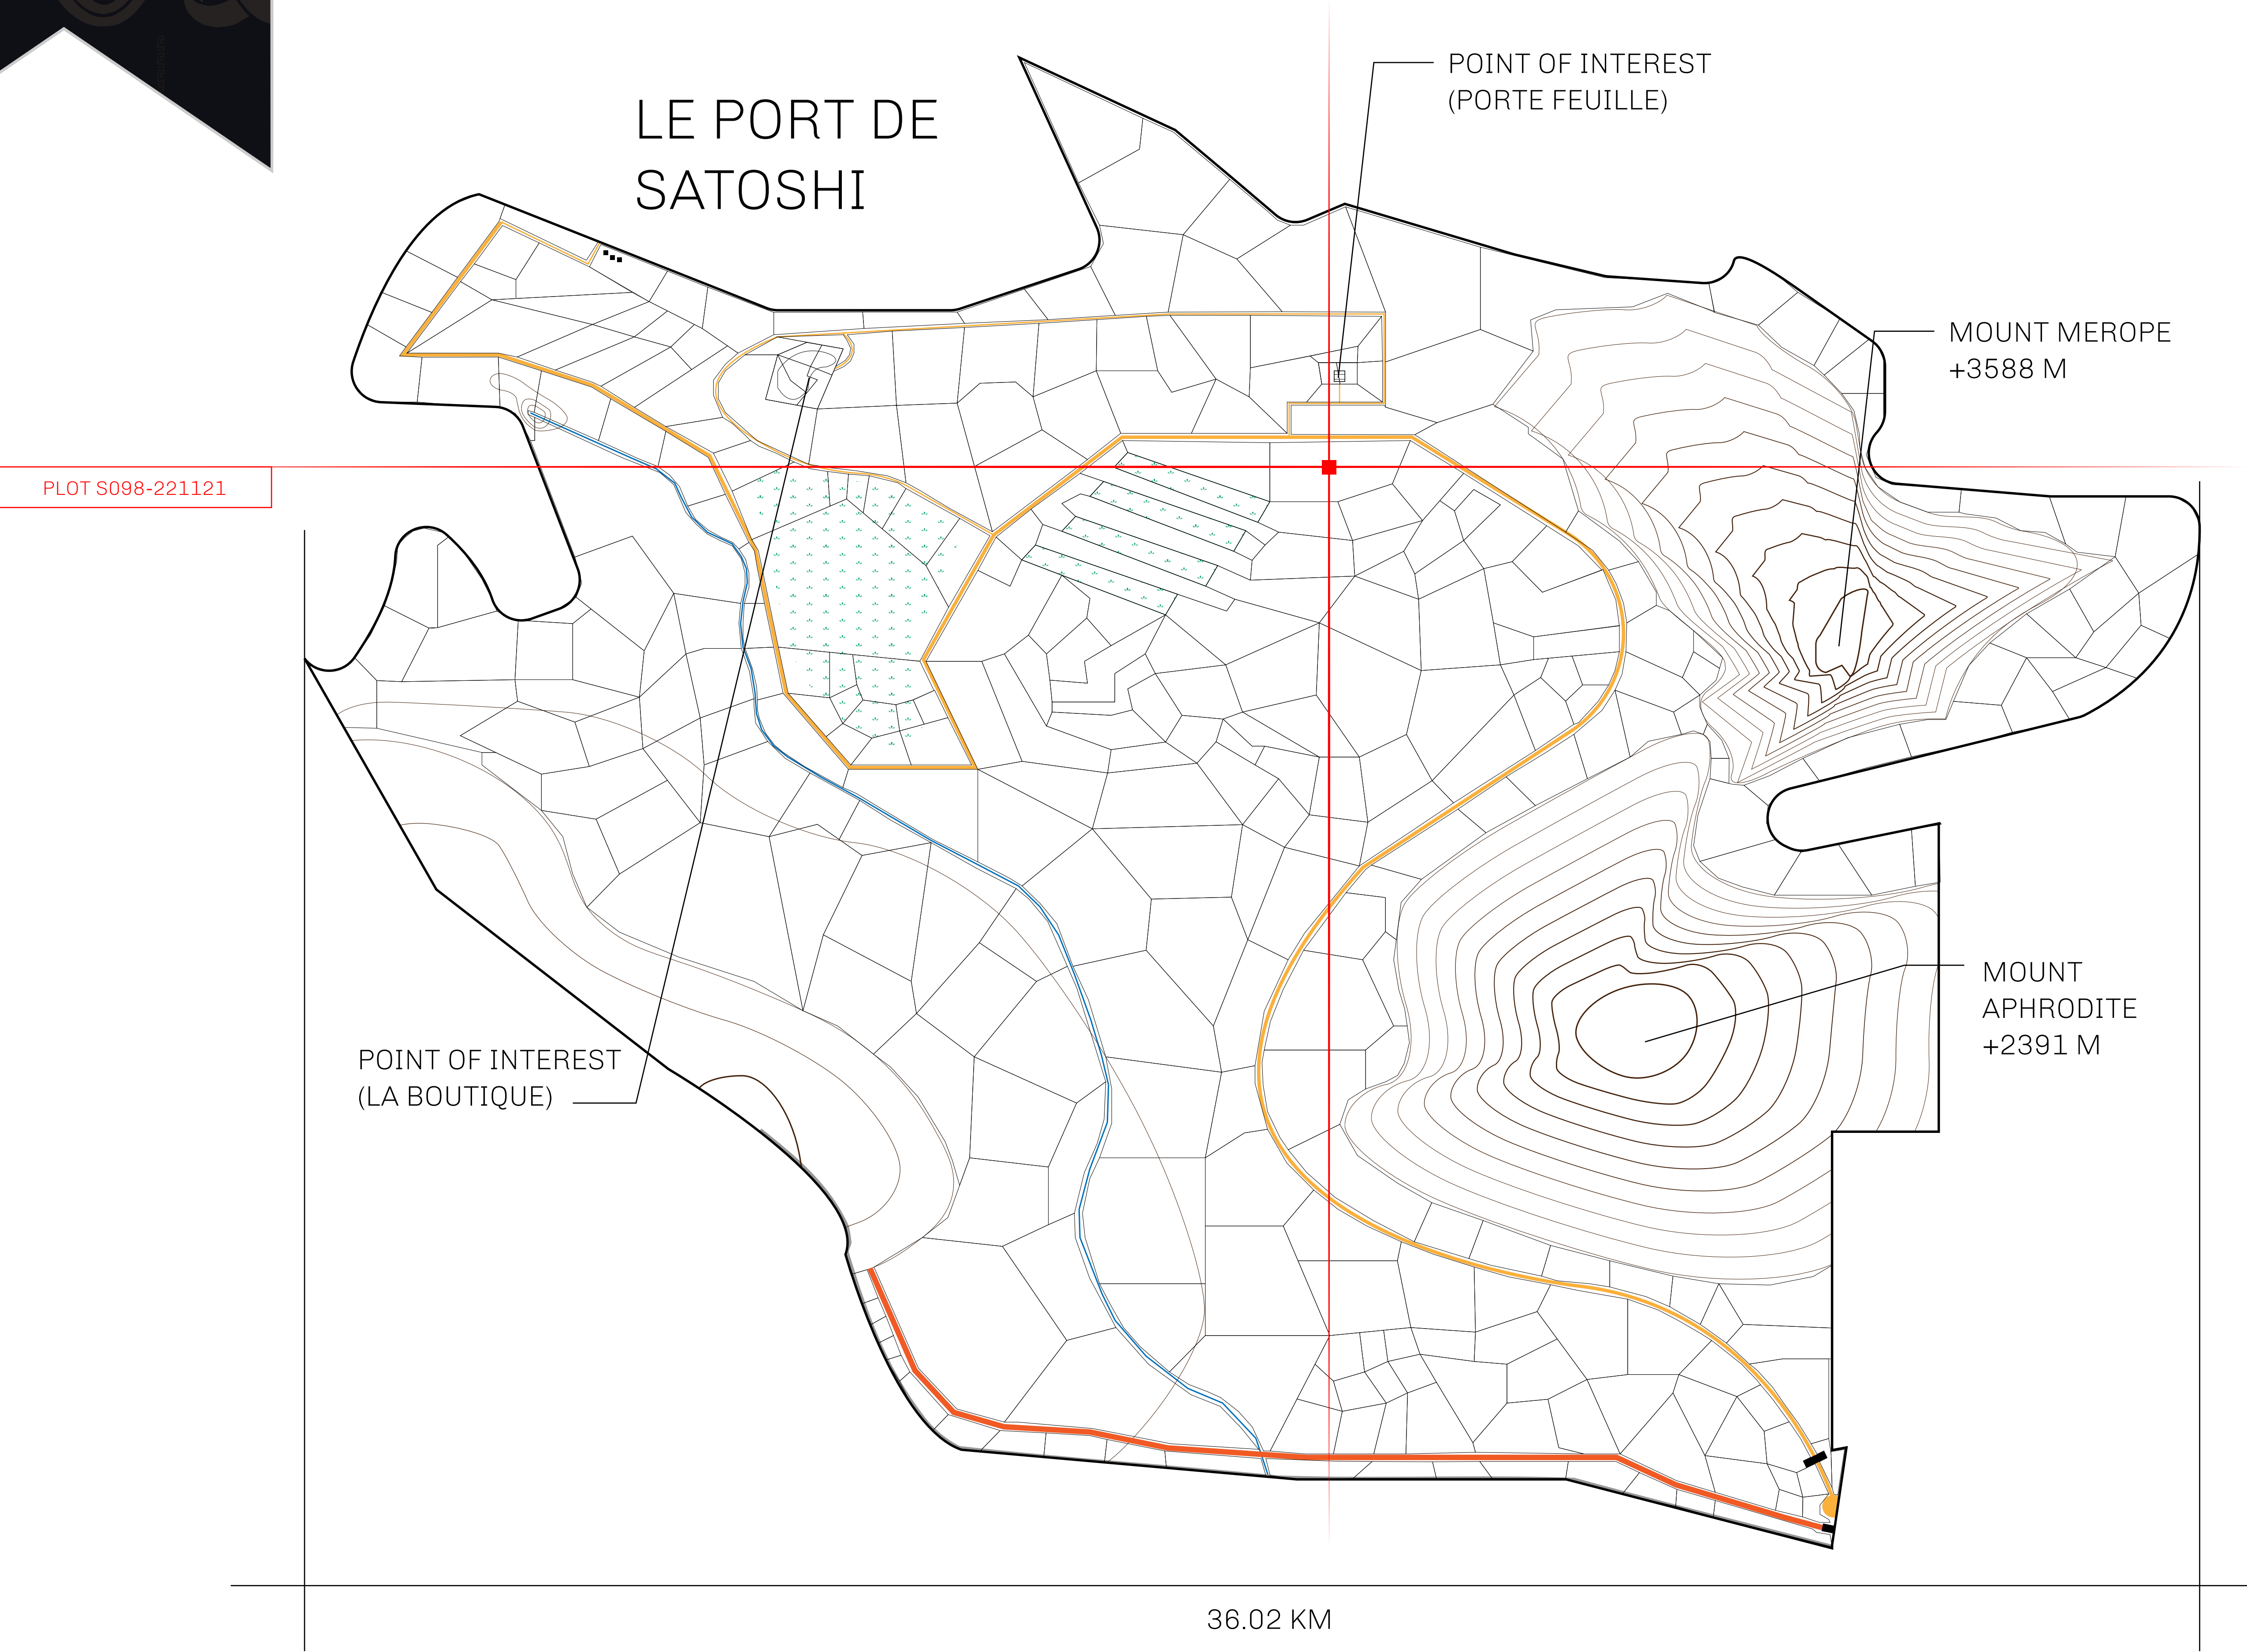 LE PORT DE
SATOSHI
POINT OF INTEREST
(PORTE FEUILLE)
MOUNT MEROPE
+3588 M
PLOT S098-221121
MOUNT
APHRODITE
+2391 M
POINT OF INTEREST
(LA BOUTIQUE)
36.02 KM